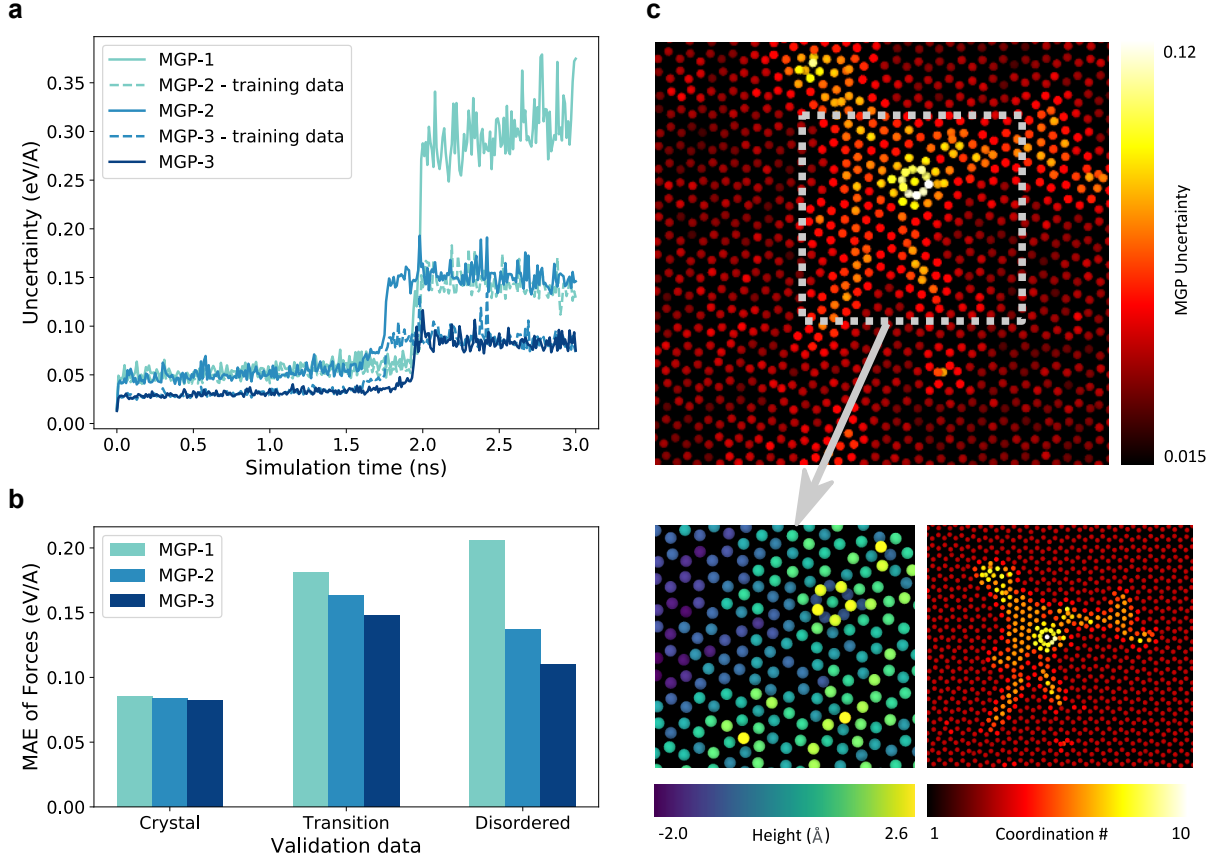 a
MGP-1
MGP-2 - training data
MGP-2
MGP-3 - training data
MGP-3
0.35
0.30
0.25
0.20
0.15
0.10
0.05
0.00
Uncertainty (eV/A)
0.0 0.5 1.0 1.5 2.0 2.5 3.0
Simulation time (ns)
b
MGP-1
MGP-2
MGP-3
0.20
0.15
0.10
0.05
0.00
MAE of Forces (eV/A)
Crystal Transition Disordered
Validation data
c
0.12
MGP Uncertainty
0.015
-2.0 Height (Å) 2.6
1 Coordination # 10